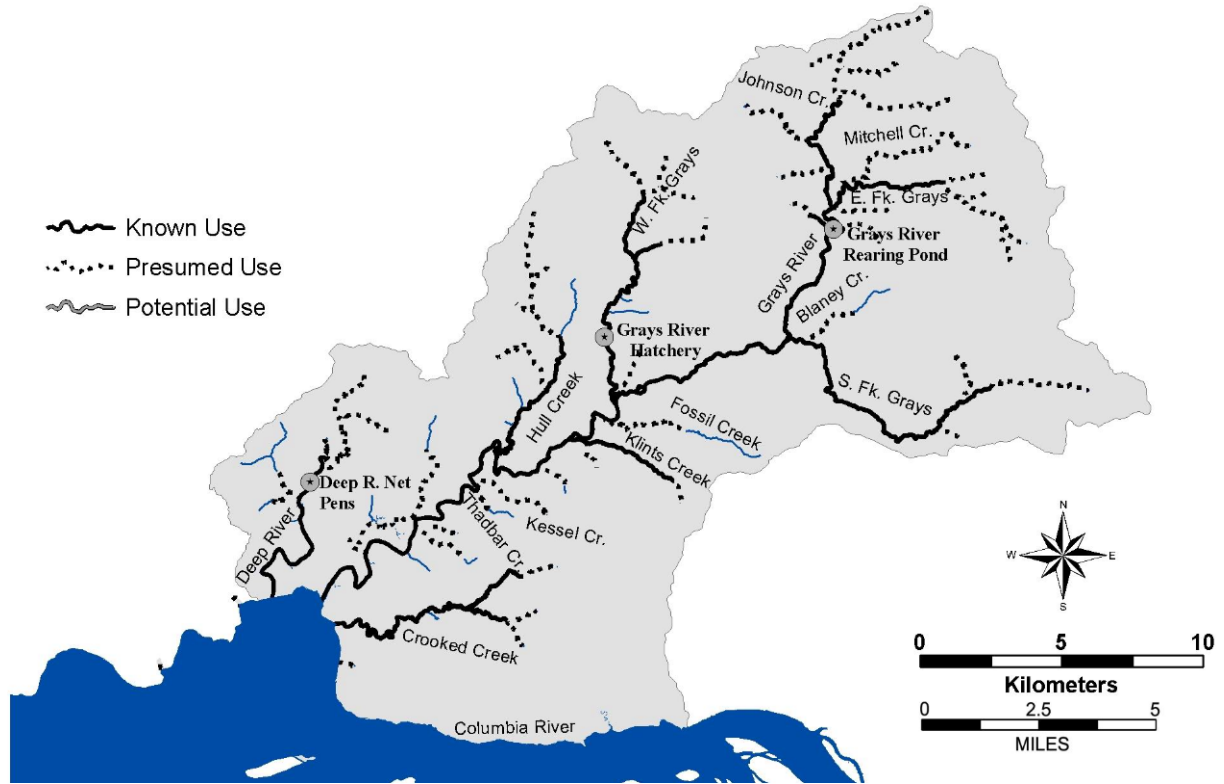 Johnson Cr.
Mitchell Cr.
W. Fk. Grays
E. Fk. Grays
Known Use
Presumed Use
Potential Use
Grays River
Grays River
Rearing Pond
Blaney Cr.
Grays River
Hatchery
Hull Creek
S. Fk. Grays
Fossil Creek
Klints Creek
Deep R. Net
Pens
Deep River
Thadbar Cr.
Kessel Cr.
Crooked Creek
Columbia River
N
W
E
S
0 5 10
Kilometers
0 2.5 5
MILES